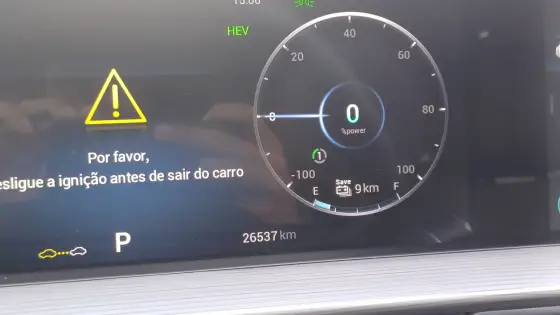 HEV
40
20
60
Por favor,
esligue a ignição antes de sair do carro
0
0
80
%power
1
-100
100
Save
E
9 km
F
P
26537 km